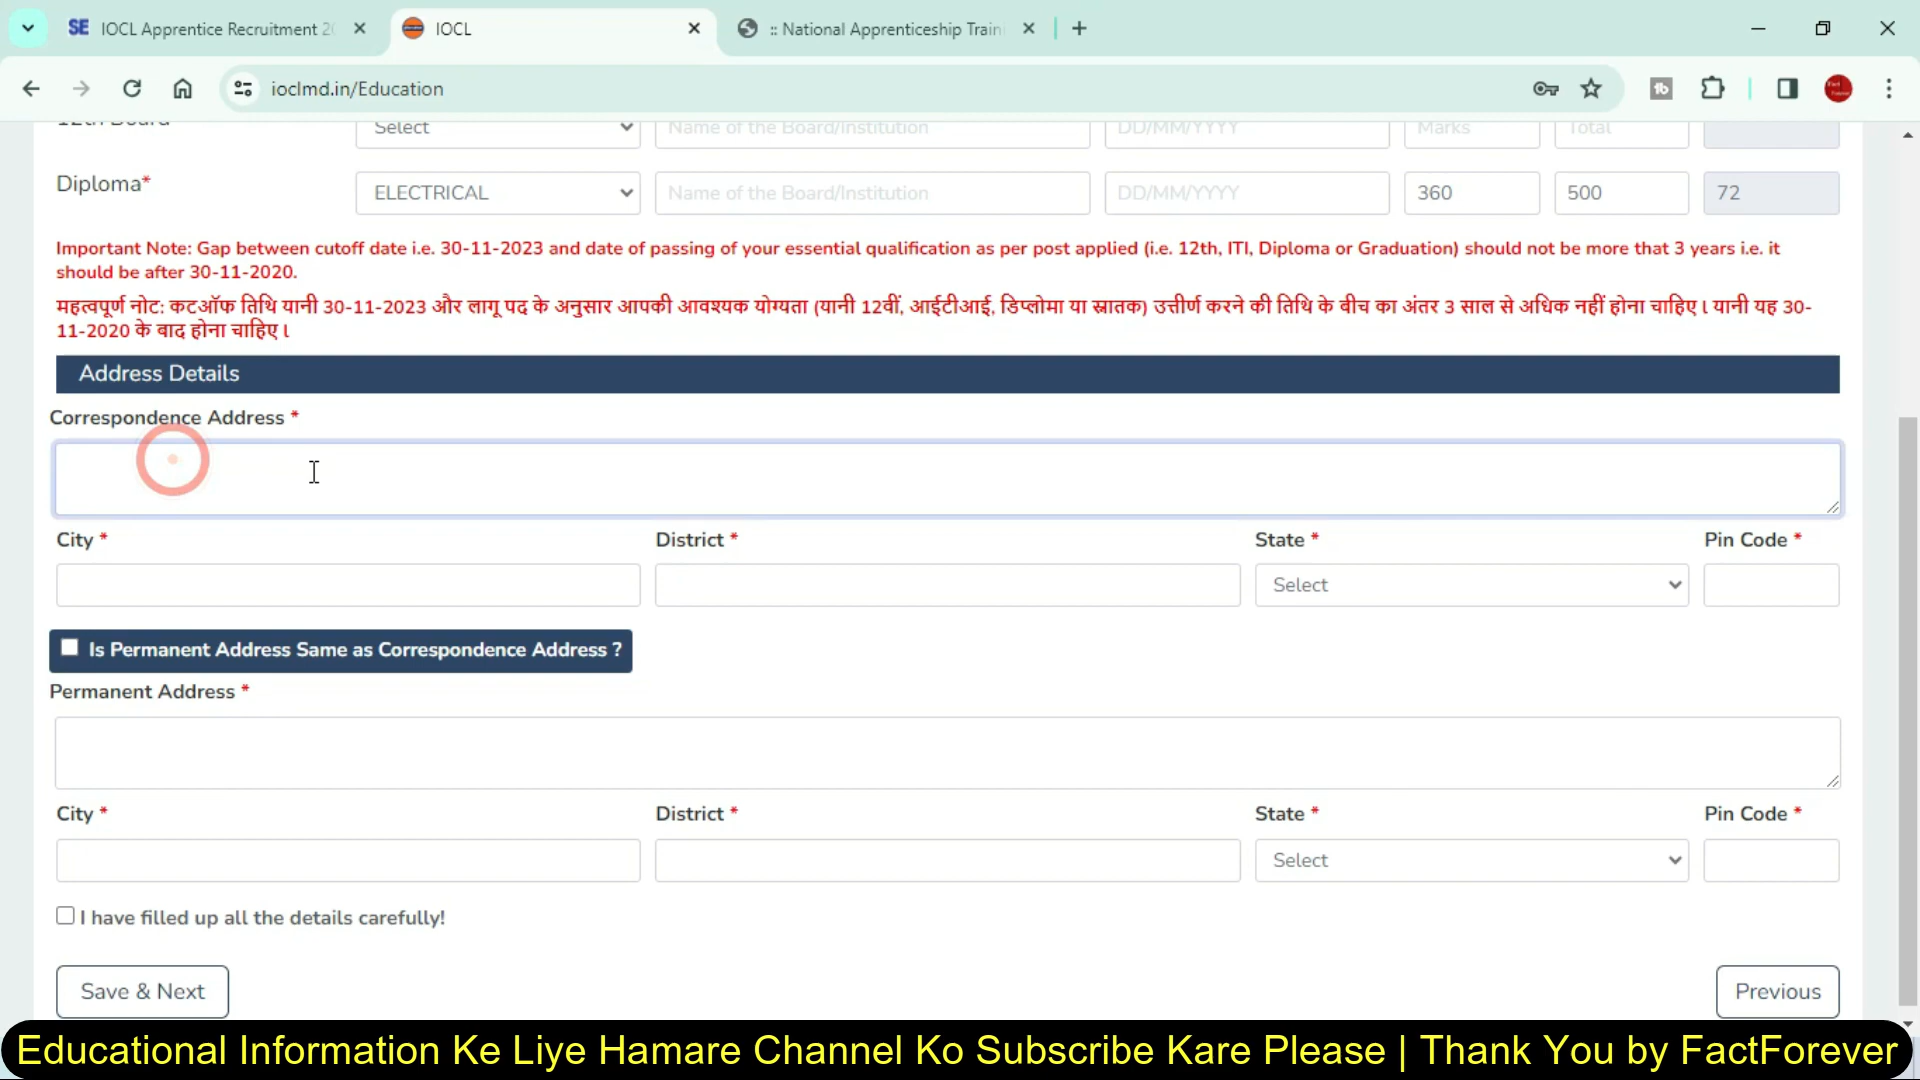 SE IOCL Apprentice Recruitment 20
IOCL
:: National Apprenticeship Train
ioclmd.in/Education
12th Board
Select
Name of the Board/Institution
DD/MM/YYYY
Marks
Total
Diploma*
ELECTRICAL
Name of the Board/Institution
DD/MM/YYYY
360
500
72
Important Note: Gap between cutoff date i.e. 30-11-2023 and date of passing of your essential qualification as per post applied (i.e. 12th, ITI, Diploma or Graduation) should not be more that 3 years i.e. it
should be after 30-11-2020.
महत्वपूर्ण नोट: कटऑफ तिथि यानी 30-11-2023 और लागू पद के अनुसार आपकी आवश्यक योग्यता (यानी 12वीं, आईटीआई, डिप्लोमा या स्नातक) उत्तीर्ण करने की तिथि के बीच का अंतर 3 साल से अधिक नहीं होना चाहिए l यानी यह 30-
11-2020 के बाद होना चाहिए l
Address Details
Correspondence Address *
City *
District *
State *
Pin Code *
Select
Is Permanent Address Same as Correspondence Address ?
Permanent Address *
City *
District *
State *
Pin Code *
Select
I have filled up all the details carefully!
Save & Next
Previous
Educational Information Ke Liye Hamare Channel Ko Subscribe Kare Please | Thank You by FactForever